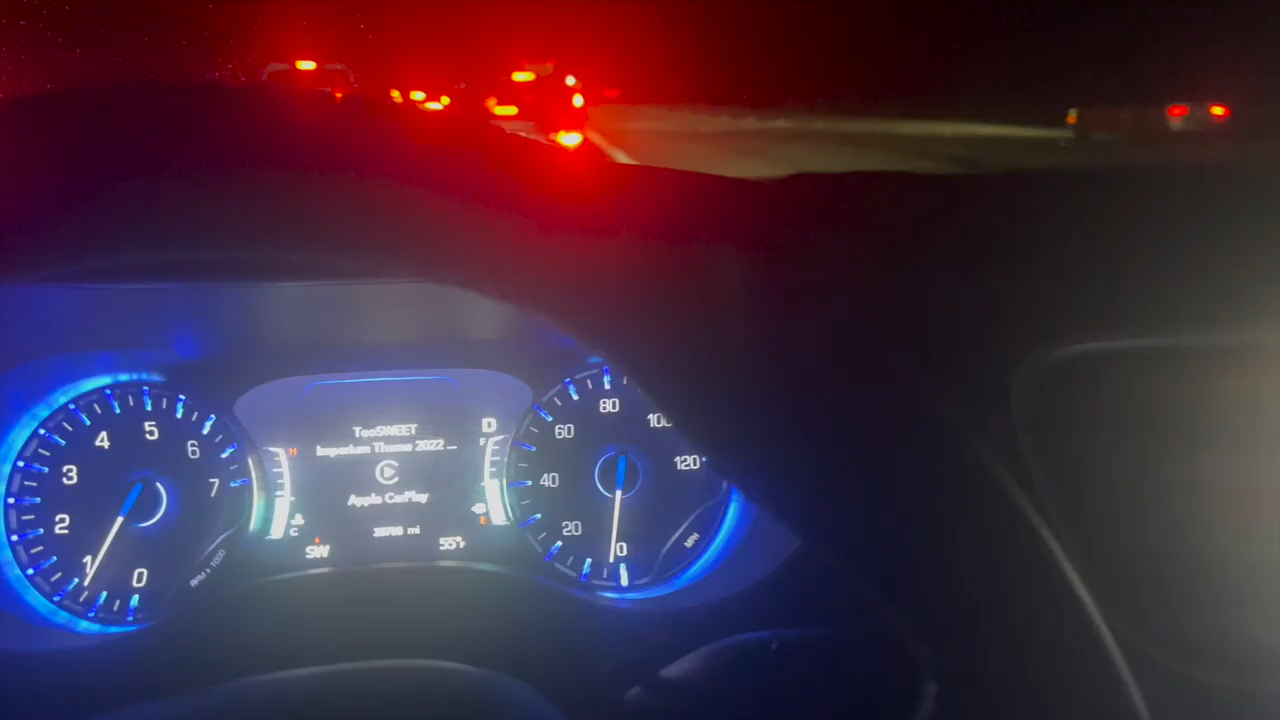 TooSWEET
Imperium Theme 2022 ...
Apple CarPlay
mi
SW
55°F
D
H
C
F
E
0
1
2
3
4
5
6
7
RPM x 1000
0
20
40
60
80
100
120
MPH